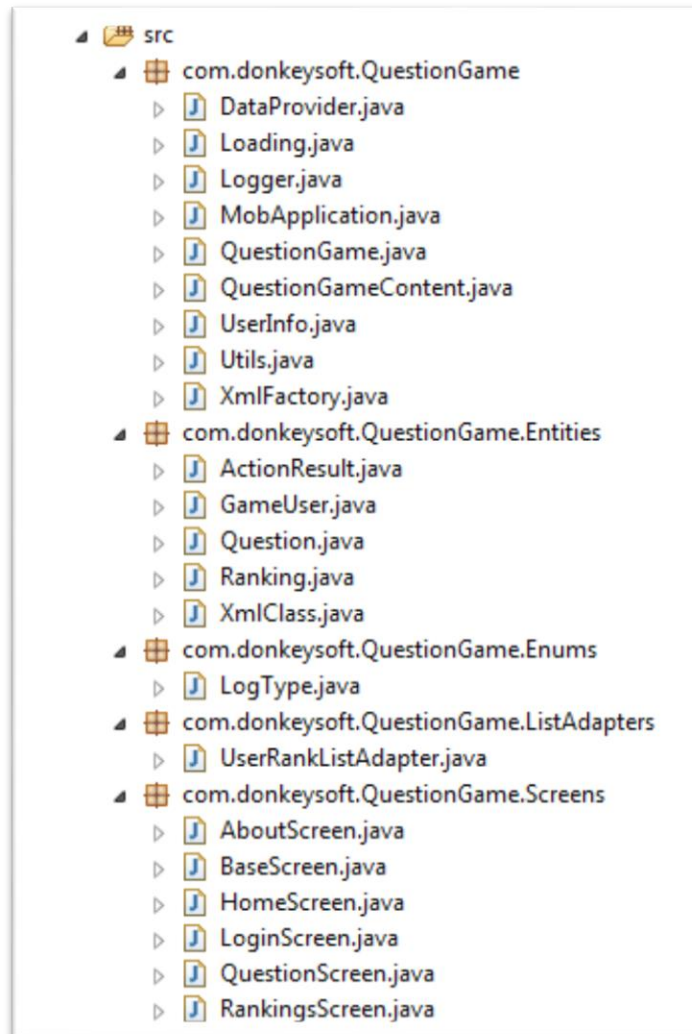 src
com.donkeysoft.QuestionGame
DataProvider.java
Loading.java
Logger.java
MobApplication.java
QuestionGame.java
QuestionGameContent.java
UserInfo.java
Utils.java
XmlFactory.java
com.donkeysoft.QuestionGame.Entities
ActionResult.java
GameUser.java
Question.java
Ranking.java
XmlClass.java
com.donkeysoft.QuestionGame.Enums
LogType.java
com.donkeysoft.QuestionGame.ListAdapters
UserRankListAdapter.java
com.donkeysoft.QuestionGame.Screens
AboutScreen.java
BaseScreen.java
HomeScreen.java
LoginScreen.java
QuestionScreen.java
RankingsScreen.java